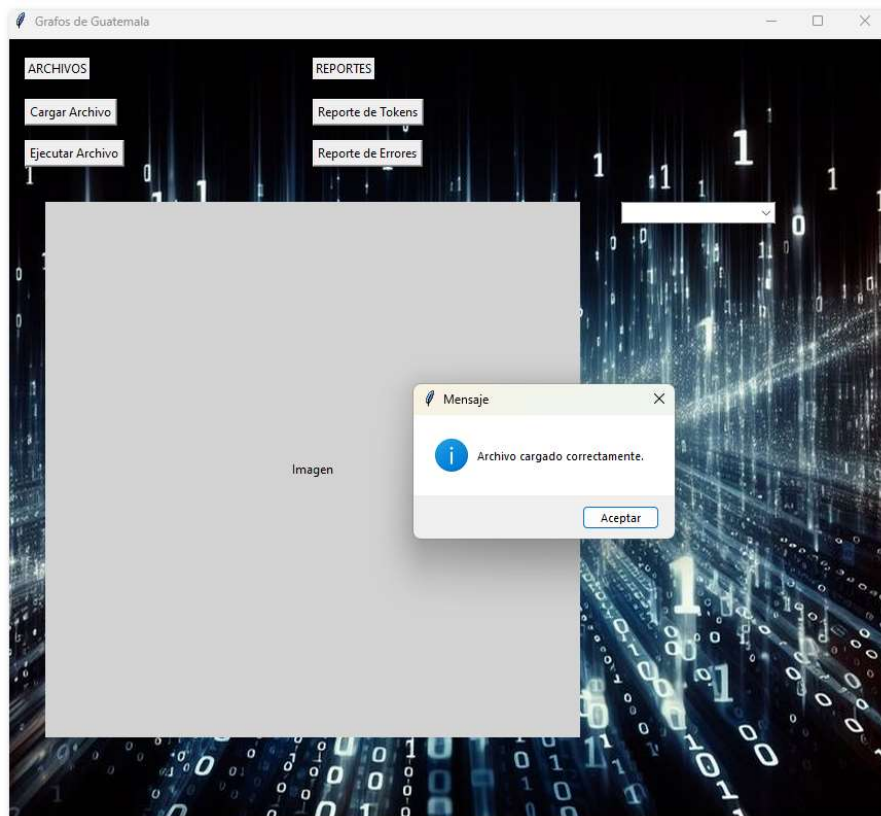 Grafos de Guatemala
ARCHIVOS
REPORTES
Cargar Archivo
Reporte de Tokens
Ejecutar Archivo
Reporte de Errores
Imagen
Mensaje
Archivo cargado correctamente.
Aceptar